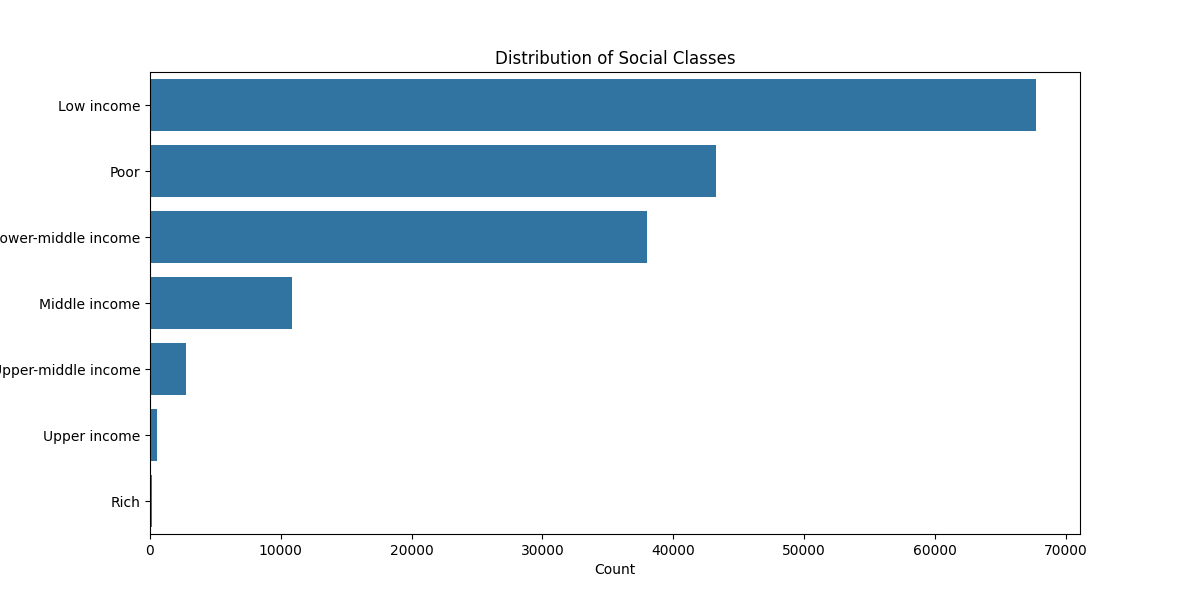 Distribution of Social Classes
Low income
Poor
ower-middle income
Middle income
pper-middle income
Upper income
Rich
0 10000 20000 30000 40000 50000 60000 70000
Count